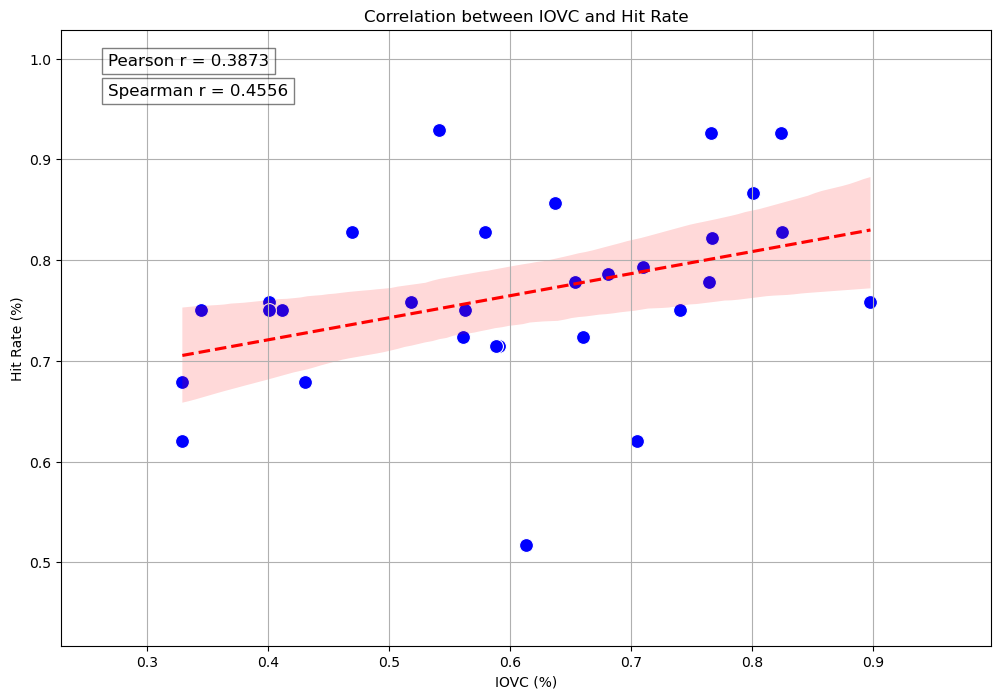 Correlation between IOVC and Hit Rate
Pearson r = 0.3873
Spearman r = 0.4556
Hit Rate (%)
1.0
0.9
0.8
0.7
0.6
0.5
0.3 0.4 0.5 0.6 0.7 0.8 0.9
IOVC (%)